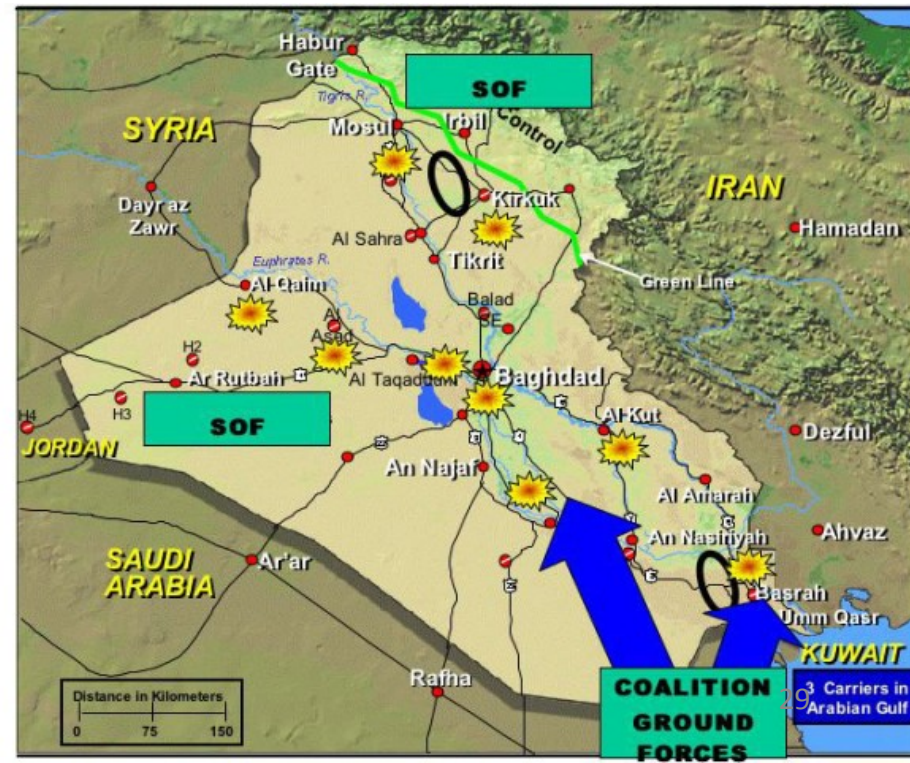 Habur
Gate
SOF
Tigris R.
SYRIA
Mosul
Irbil
Control
IRAN
Dayr az
Zawr
Kirkuk
Hamadan
Al Sahra
Euphrates R.
Tikrit
Green Line
Al Qaim
Balad
SE
Al
Asad
H2
Ar Rutbah
Al Taqaddum
Baghdad
H3
H4
SOF
Al Kut
JORDAN
Dezful
An Najaf
Al Amarah
Ahvaz
An Nasiriyah
SAUDI
ARABIA
Ar'ar
Basrah
Umm Qasr
KUWAIT
Rafha
COALITION
GROUND
FORCES
29
3 Carriers in
Arabian Gulf
Distance in Kilometers
0 75 150